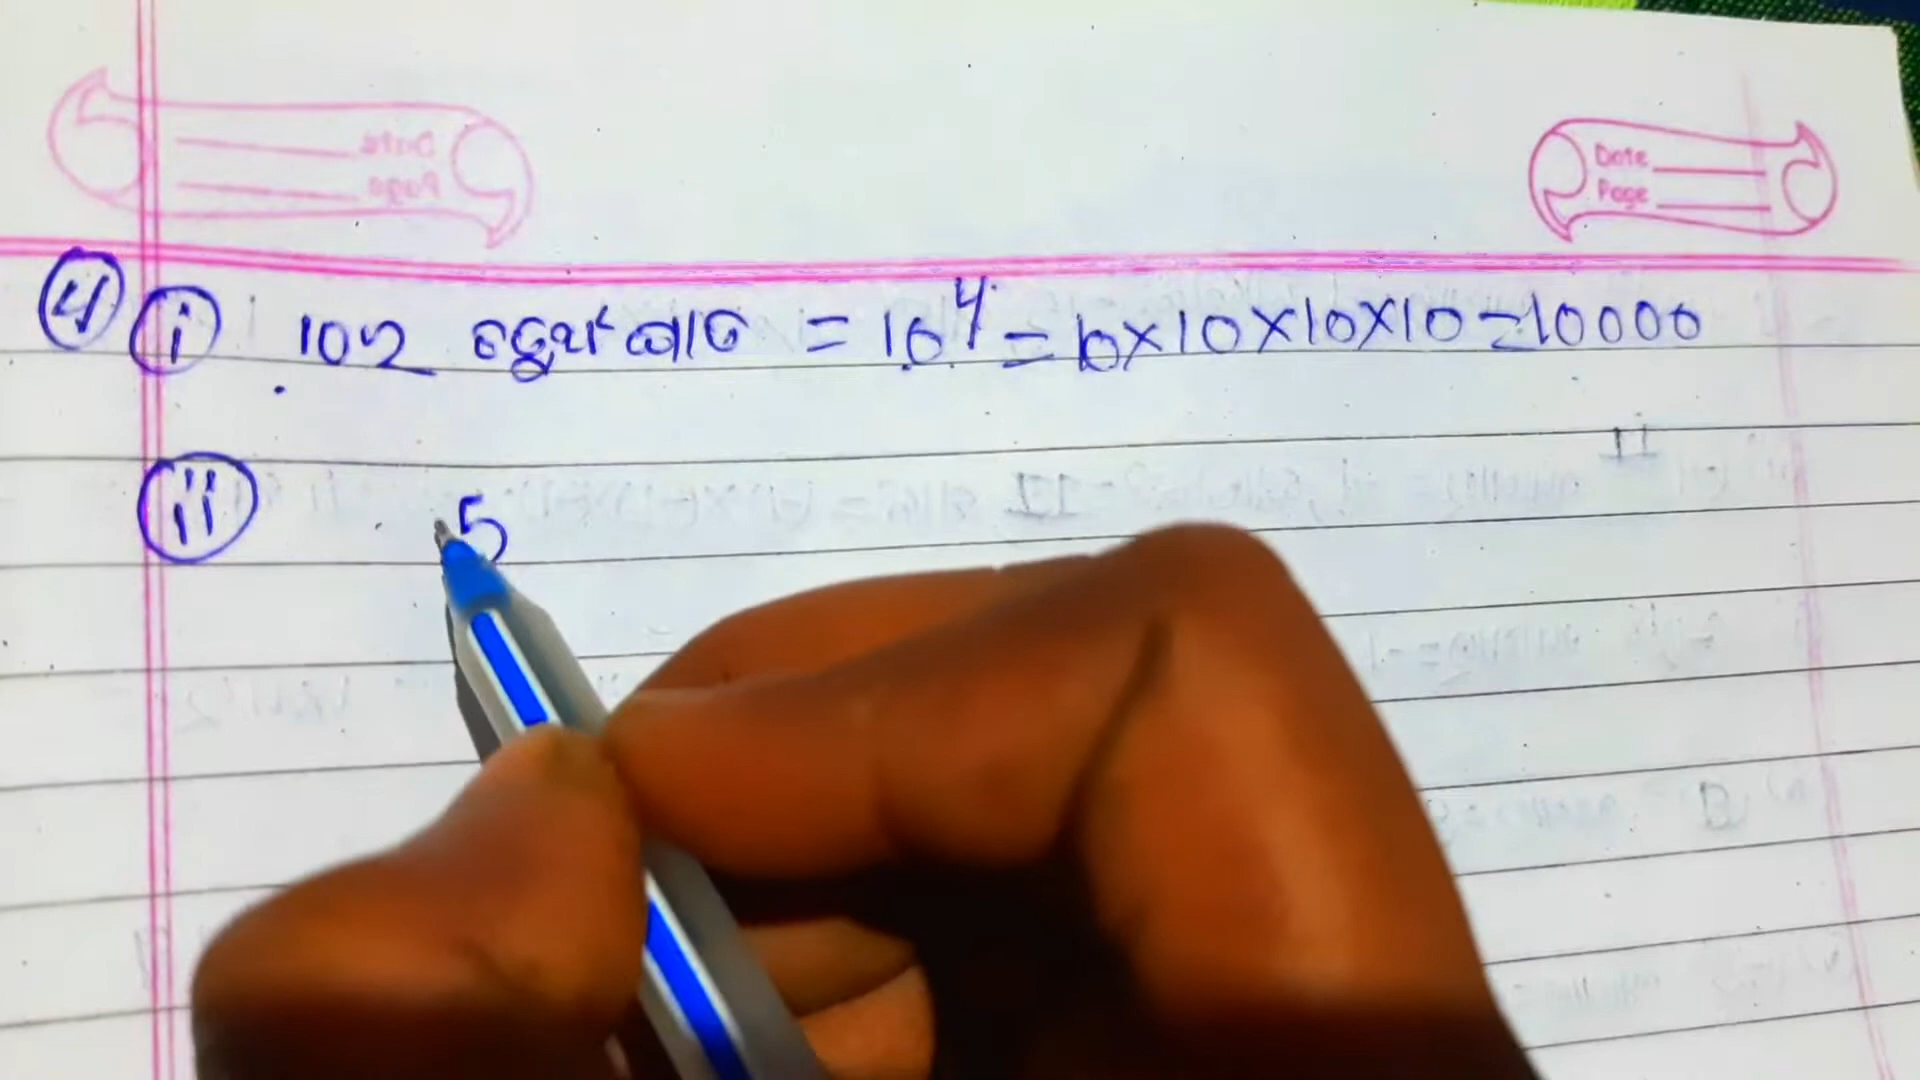 Date
Page
④ ⓘ 10ର ଚତୁର୍ଥ ଘାତ = 10⁴ = 10×10×10×10 = 10000
ii 5